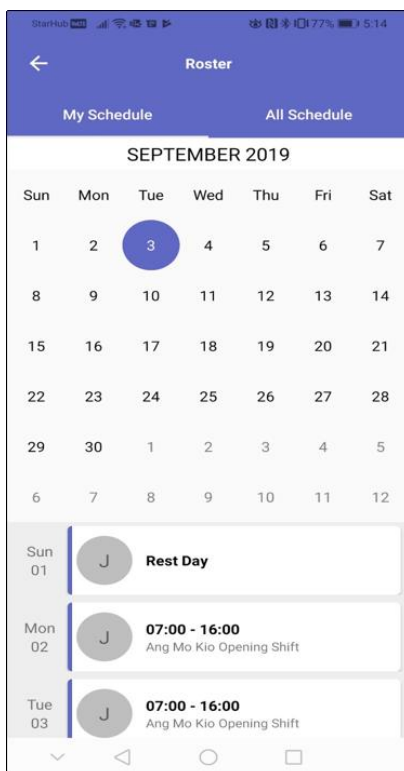 StarHub 77% 5:14
Roster
My Schedule All Schedule
SEPTEMBER 2019
Sun Mon Tue Wed Thu Fri Sat
1 2 3 4 5 6 7
8 9 10 11 12 13 14
15 16 17 18 19 20 21
22 23 24 25 26 27 28
29 30 1 2 3 4 5
6 7 8 9 10 11 12
Sun
01
J
Rest Day
Mon
02
J
07:00 - 16:00
Ang Mo Kio Opening Shift
Tue
03
J
07:00 - 16:00
Ang Mo Kio Opening Shift